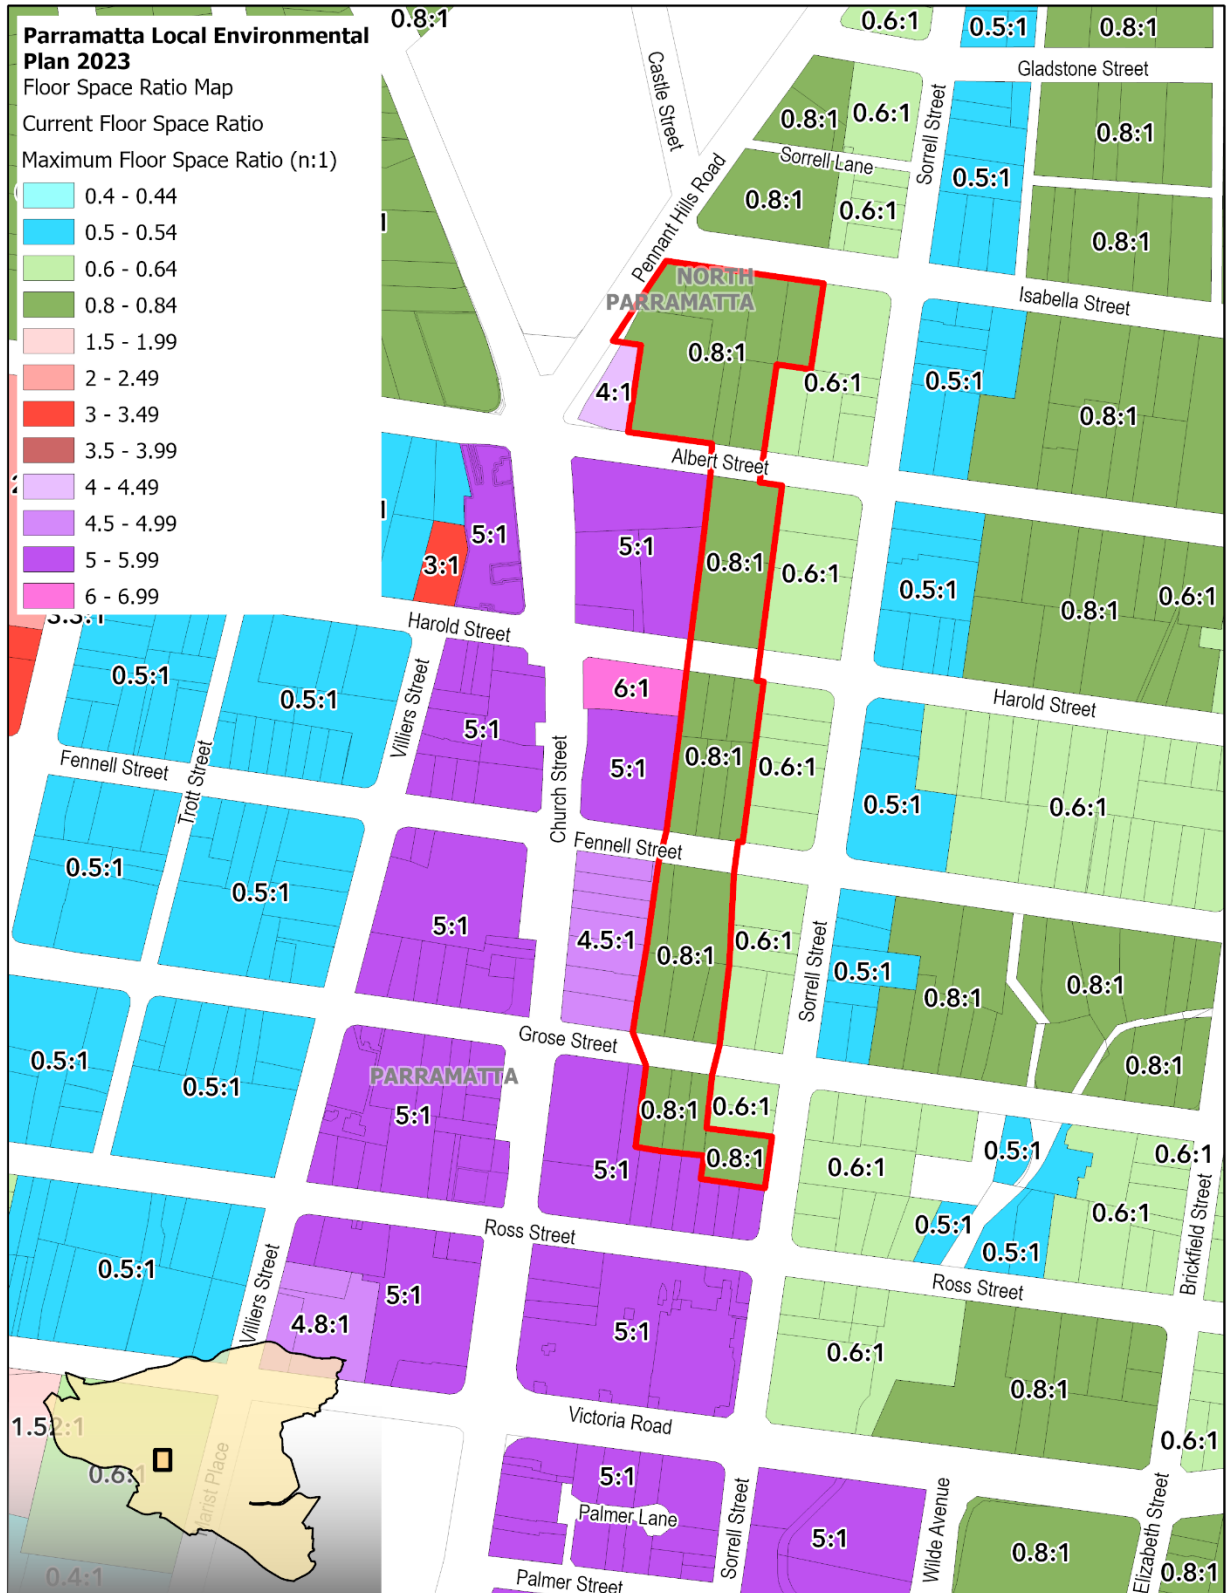 Parramatta Local Environmental
Plan 2023
Floor Space Ratio Map
Current Floor Space Ratio
Maximum Floor Space Ratio (n:1)
0.4 - 0.44
0.5 - 0.54
0.6 - 0.64
0.8 - 0.84
1.5 - 1.99
2 - 2.49
3 - 3.49
3.5 - 3.99
4 - 4.49
4.5 - 4.99
5 - 5.99
6 - 6.99
0.8:1
0.6:1
0.5:1
0.8:1
Gladstone Street
Castle Street
0.8:1
0.6:1
Sorrell Street
0.8:1
Sorrell Lane
0.5:1
Pennant Hills Road
0.8:1
0.6:1
0.8:1
NORTH
PARRAMATTA
Isabella Street
0.8:1
4:1
0.6:1
0.5:1
0.8:1
Albert Street
5:1
3:1
5:1
0.8:1
0.6:1
0.5:1
0.8:1
0.6:1
Harold Street
0.5:1
0.5:1
Villiers Street
5:1
6:1
5:1
0.8:1
0.6:1
Harold Street
0.5:1
0.6:1
Fennell Street
Trott Street
Church Street
Fennell Street
0.5:1
0.5:1
5:1
4.5:1
0.8:1
0.6:1
Sorrell Street
0.5:1
0.8:1
0.8:1
0.8:1
Grose Street
0.5:1
0.5:1
PARRAMATTA
5:1
0.8:1
0.6:1
5:1
0.8:1
0.6:1
0.5:1
0.6:1
0.5:1
0.5:1
0.6:1
Brickfield Street
Ross Street
Ross Street
0.5:1
Villiers Street
4.8:1
5:1
5:1
0.6:1
0.8:1
Victoria Road
1.52:1
0.6:1
Marist Place
0.4:1
5:1
Palmer Lane
Palmer Street
Sorrell Street
5:1
Wilde Avenue
0.8:1
Elizabeth Street
0.6:1
0.8:1